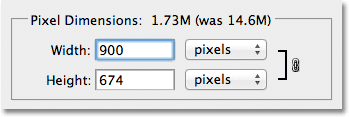 Pixel Dimensions: 1.73M (was 14.6M)
Width: 900 pixels
Height: 674 pixels